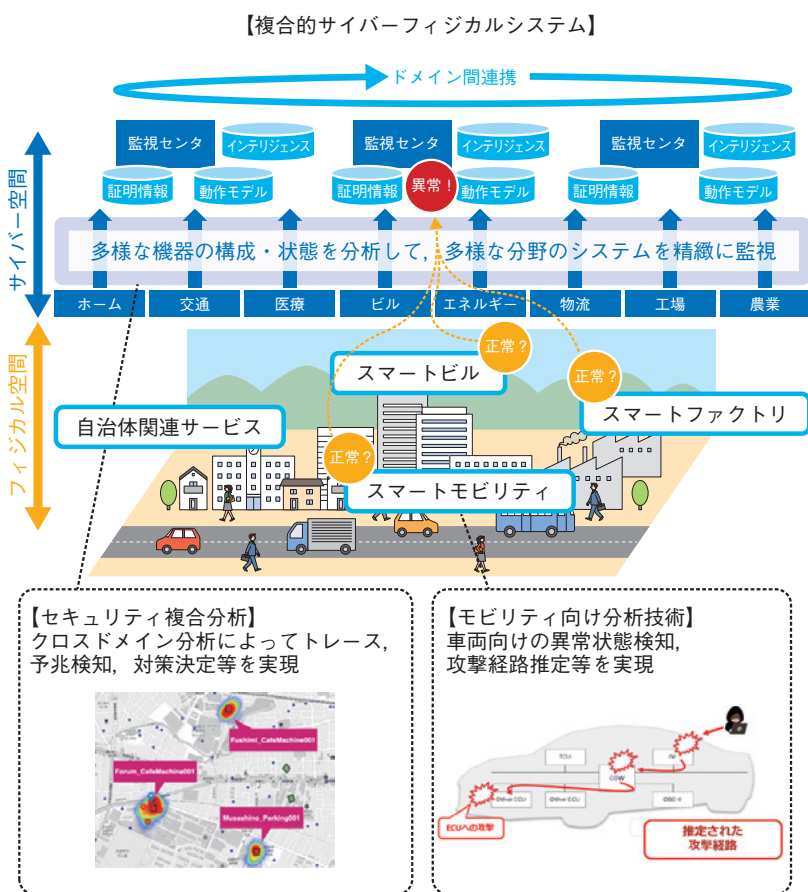 【複合的サイバーフィジカルシステム】
ドメイン間連携
監視センタ
インテリジェンス
証明情報
動作モデル
監視センタ
インテリジェンス
証明情報
異常！
動作モデル
監視センタ
インテリジェンス
証明情報
動作モデル
サイバー空間
多様な機器の構成・状態を分析して，多様な分野のシステムを精緻に監視
ホーム
交通
医療
ビル
エネルギー
物流
工場
農業
フィジカル空間
正常？
スマートビル
正常？
スマートファクトリ
自治体関連サービス
正常？
スマートモビリティ
【セキュリティ複合分析】
クロスドメイン分析によってトレース，
予兆検知，対策決定等を実現
Fushimi_CafeMachine001
Forum_CafeMachine001
Musashino_Parking001
【モビリティ向け分析技術】
車両向けの異常状態検知，
攻撃経路推定等を実現
TCU
CGW
Other ECU
Other ECU
OBD-II
ECUへの攻撃
推定された
攻撃経路